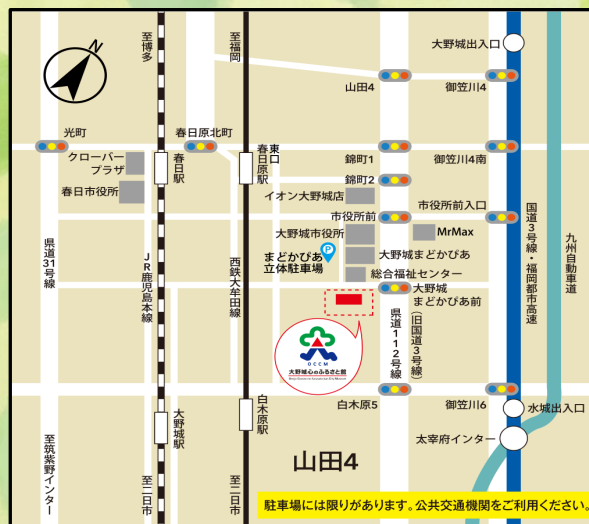 N
至博多
至福岡
大野城出入口
山田4
御笠川4
光町
春日原北町
東口
春日原駅
錦町1
御笠川4南
クローバー
プラザ
春日駅
錦町2
春日市役所
イオン大野城店
市役所前
市役所前入口
大野城市役所
MrMax
P
まどかぴあ
立体駐車場
大野城まどかぴあ
総合福祉センター
大野城
まどかぴあ前
県道31号線
JR鹿児島本線
西鉄大牟田線
国道3号線・福岡都市高速
九州自動車道
県道112号線
(旧国道3号線)
OCCM
大野城心のふるさと館
白木原5
御笠川6
大野城駅
白木原駅
水城出入口
太宰府インター
山田4
至筑紫野インター
至二日市
至二日市
駐車場には限りがあります。公共交通機関をご利用ください。